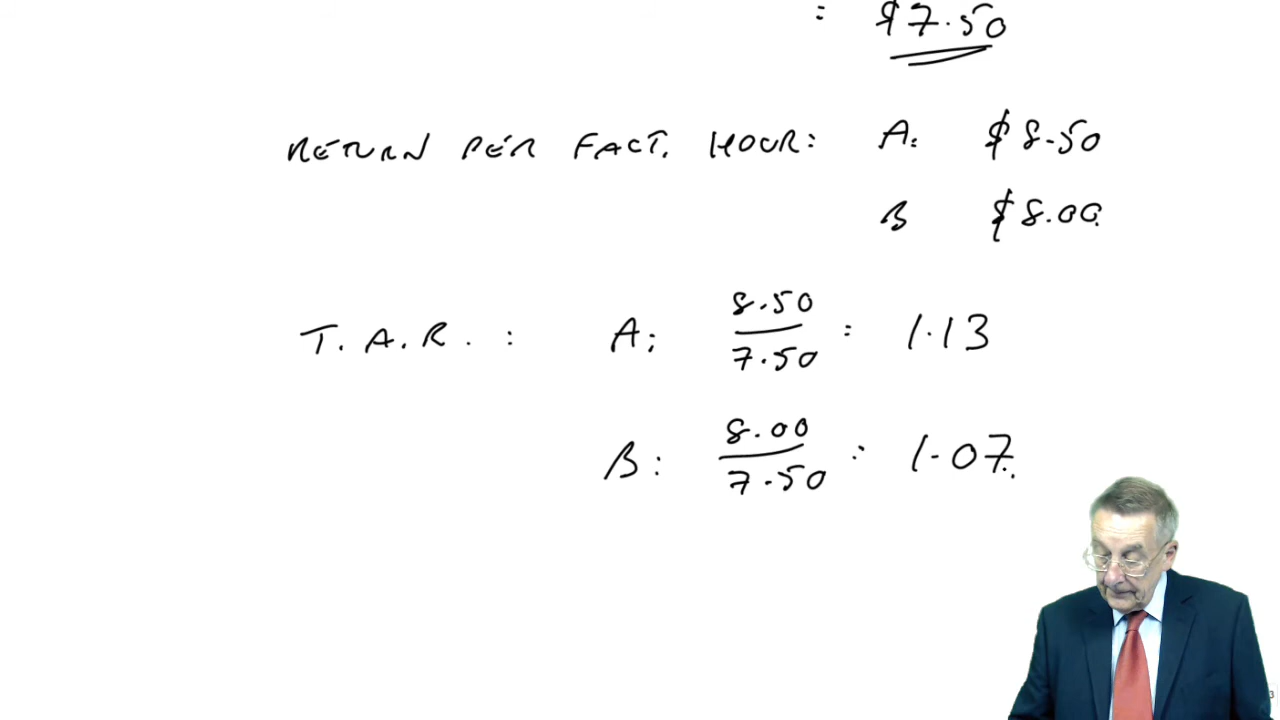 : $7.50
RETURN PER FACT. HOUR: A: $8.50
B $8.00.
T.A.R. : A: 8.50 / 7.50 : 1.13
B: 8.00 / 7.50 : 1.07.
3